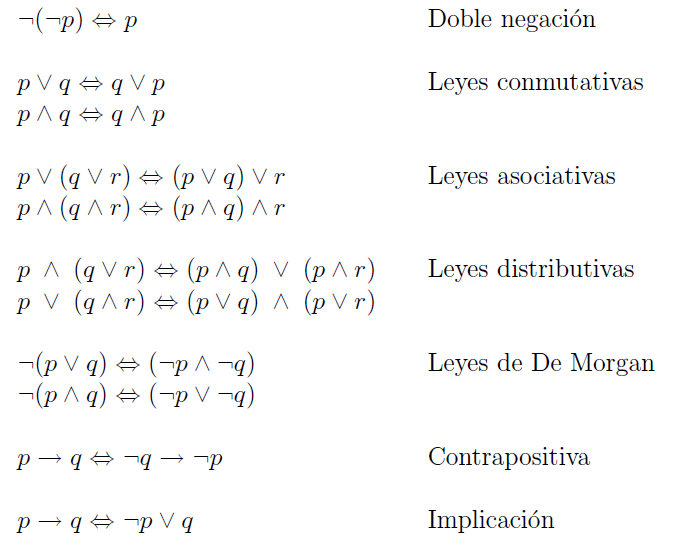 ¬(¬p) ⇔ p Doble negación
p ∨ q ⇔ q ∨ p Leyes conmutativas
p ∧ q ⇔ q ∧ p
p ∨ (q ∨ r) ⇔ (p ∨ q) ∨ r Leyes asociativas
p ∧ (q ∧ r) ⇔ (p ∧ q) ∧ r
p ∧ (q ∨ r) ⇔ (p ∧ q) ∨ (p ∧ r) Leyes distributivas
p ∨ (q ∧ r) ⇔ (p ∨ q) ∧ (p ∨ r)
¬(p ∨ q) ⇔ (¬p ∧ ¬q) Leyes de De Morgan
¬(p ∧ q) ⇔ (¬p ∨ ¬q)
p → q ⇔ ¬q → ¬p Contrapositiva
p → q ⇔ ¬p ∨ q Implicación